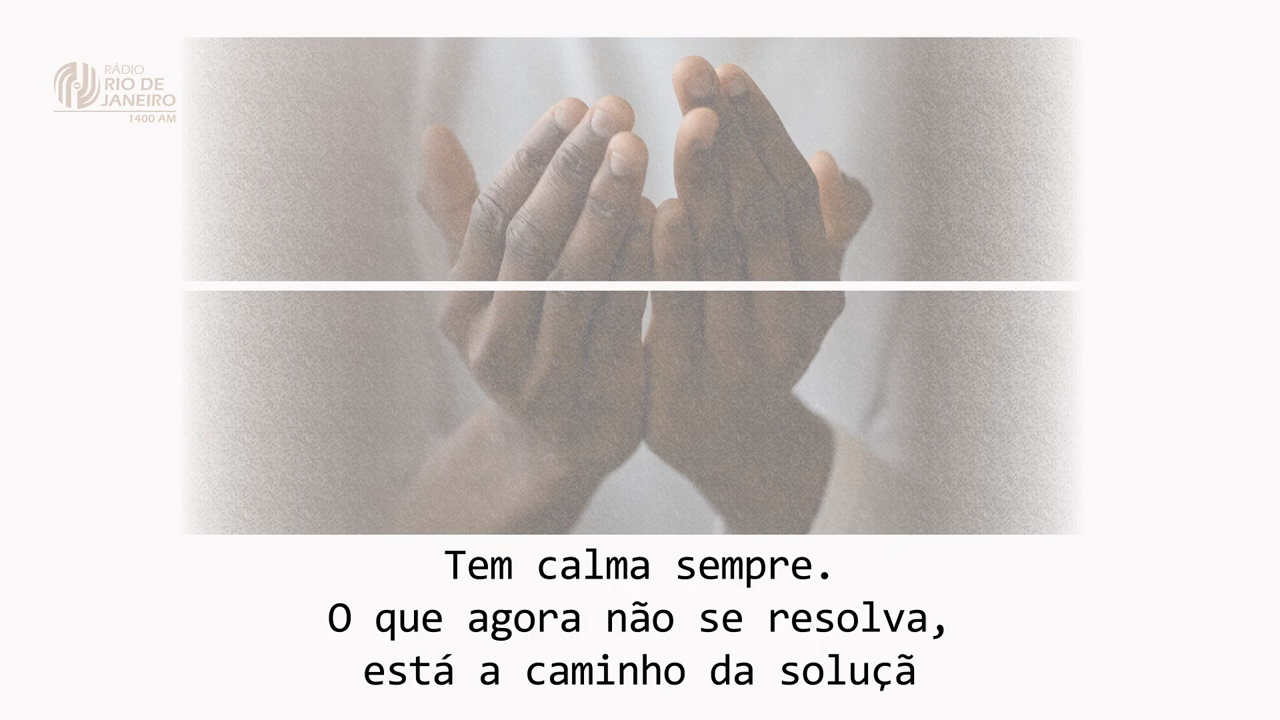 RÁDIO
RIO DE
JANEIRO
1400 AM
Tem calma sempre.
O que agora não se resolva,
está a caminho da soluçã